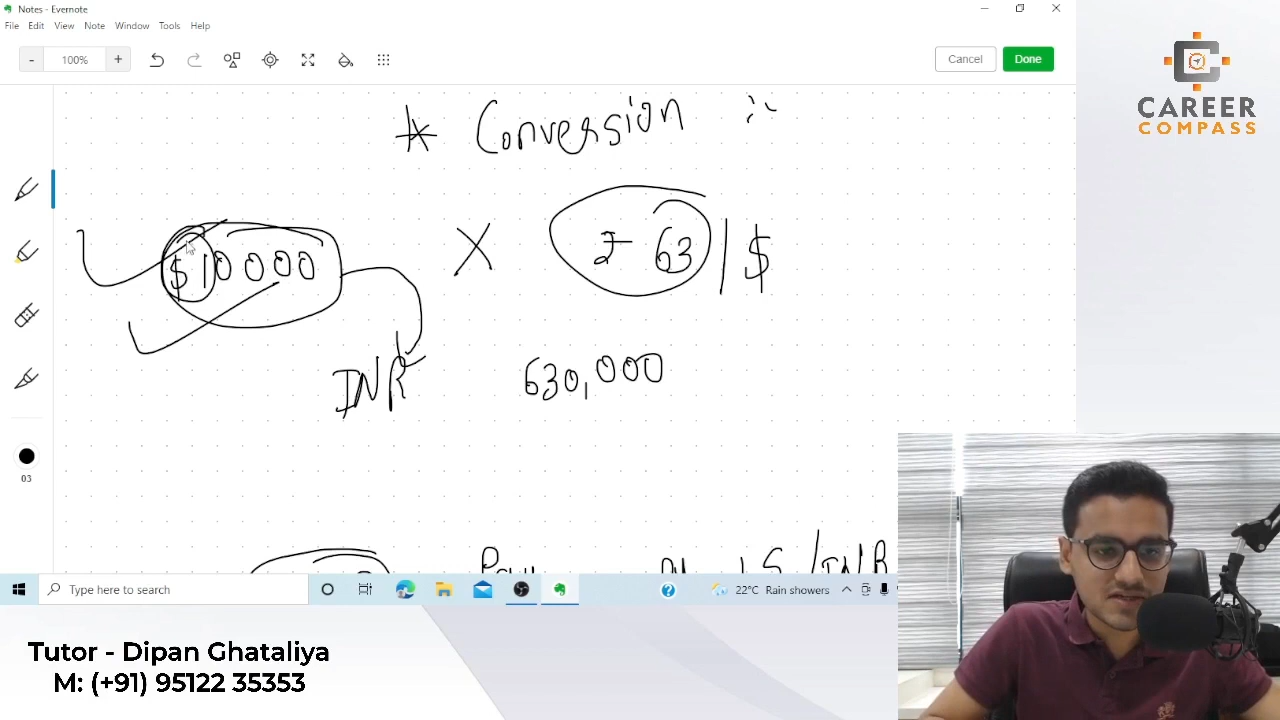 Notes - Evernote
File Edit View Note Window Tools Help
- 100% +
Cancel Done
CAREER
COMPASS
* Conversion :-
$10000 X ₹ 63 / $
INR 630,000
03
Type here to search
22°C Rain showers
Tutor - Dipan Ghataliya
M: (+91) 95122 35353